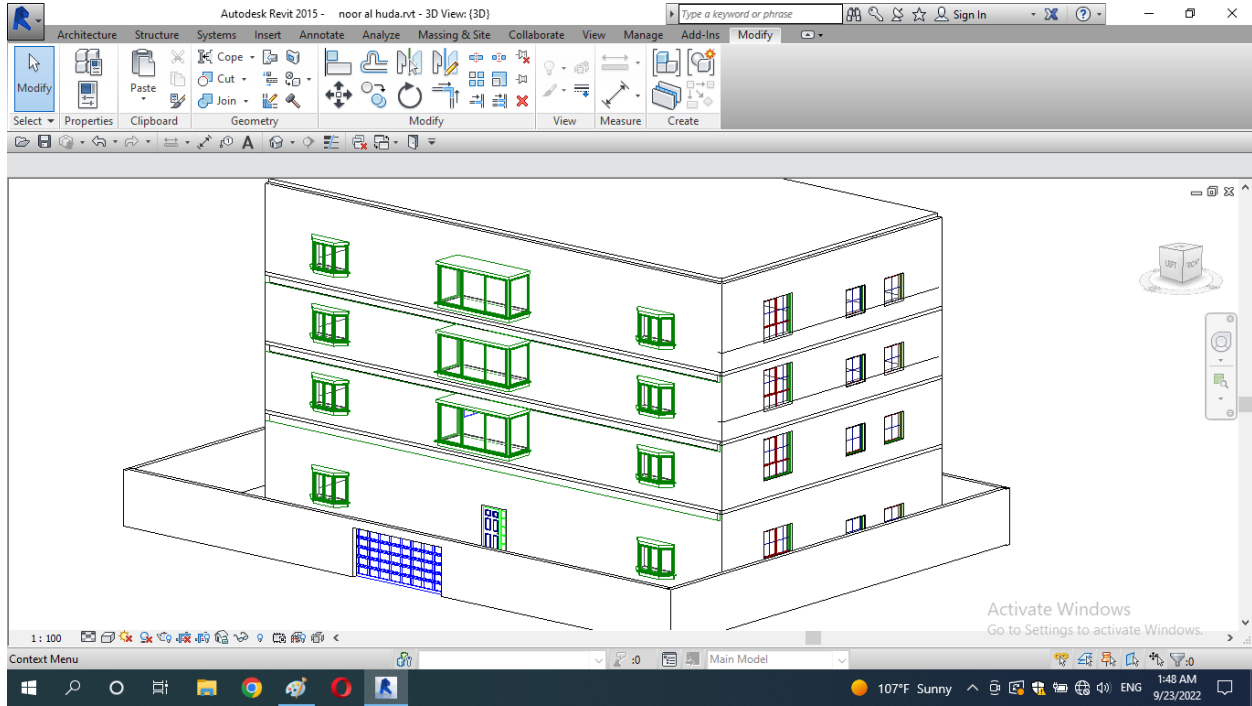 Autodesk Revit 2015 - noor al huda.rvt - 3D View: {3D}
Type a keyword or phrase
Sign In
Architecture Structure Systems Insert Annotate Analyze Massing & Site Collaborate View Manage Add-Ins Modify
Modify
Paste
Cope
Cut
Join
Select Properties Clipboard Geometry Modify View Measure Create
A
LEFT
1 : 100
Activate Windows
Go to Settings to activate Windows.
Context Menu
:0
Main Model
:0
107°F Sunny
ENG
1:48 AM
9/23/2022